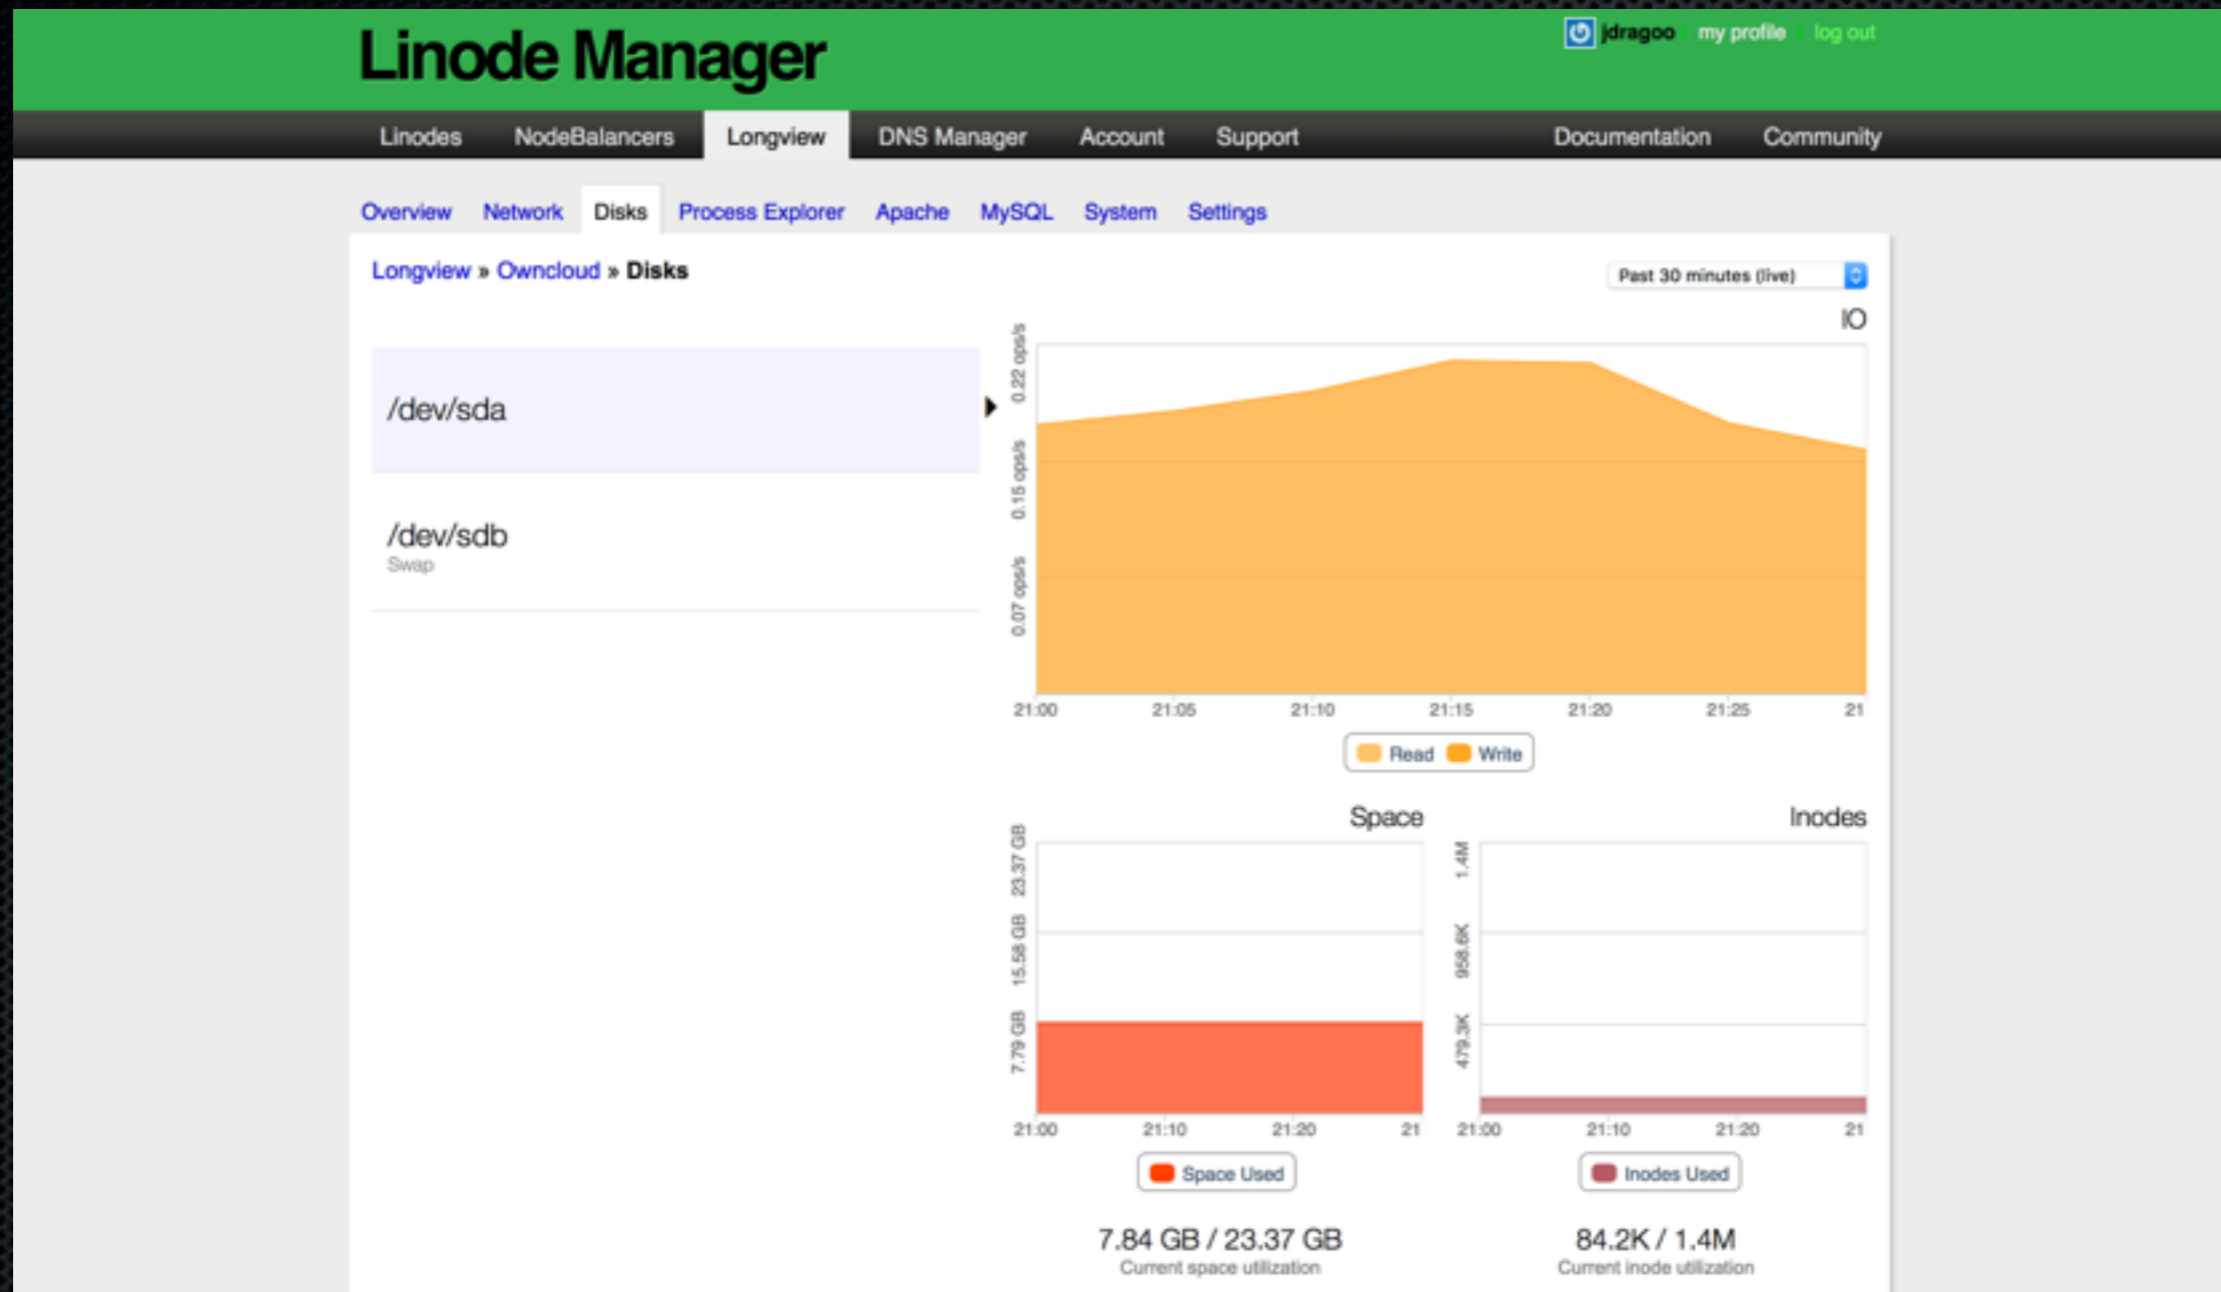 Linode Manager
jdragoo my profile log out
Linodes NodeBalancers Longview DNS Manager Account Support Documentation Community
Overview Network Disks Process Explorer Apache MySQL System Settings
Longview » Owncloud » Disks
Past 30 minutes (live)
/dev/sda
/dev/sdb
Swap
IO
0.22 ops/s
0.15 ops/s
0.07 ops/s
21:00 21:05 21:10 21:15 21:20 21:25 21
Read Write
Space
23.37 GB
15.58 GB
7.79 GB
21:00 21:10 21:20 21
Space Used
7.84 GB / 23.37 GB
Current space utilization
Inodes
1.4M
958.6K
479.3K
21:00 21:10 21:20 21
Inodes Used
84.2K / 1.4M
Current inode utilization